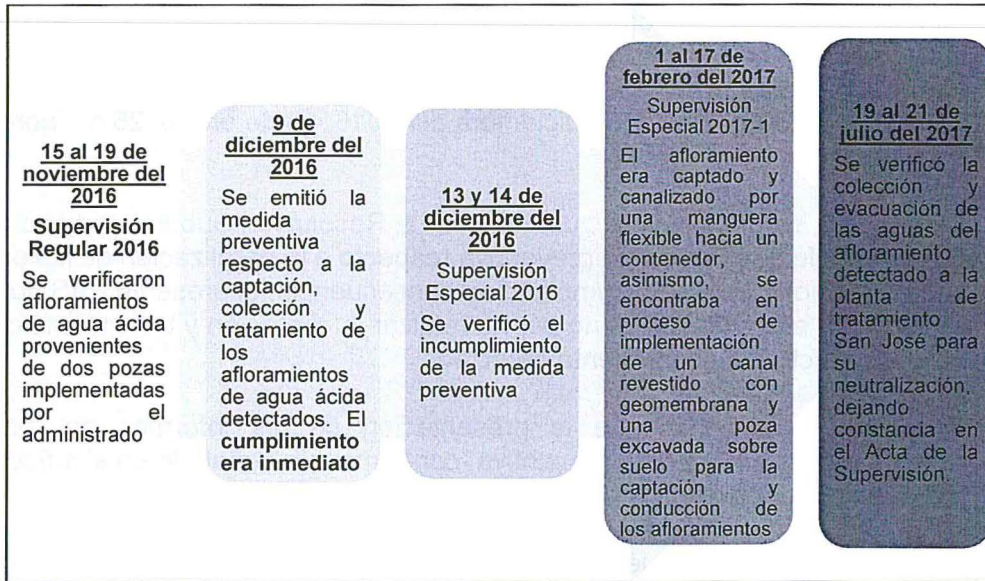 15 al 19 de
noviembre del
2016
Supervisión
Regular 2016
Se verificaron
afloramientos
de agua ácida
provenientes
de dos pozas
implementadas
por el
administrado
9 de
diciembre del
2016
Se emitió la
medida
preventiva
respecto a la
captación,
colección y
tratamiento de
los
afloramientos
de agua ácida
detectados. El
cumplimiento
era inmediato
13 y 14 de
diciembre del
2016
Supervisión
Especial 2016
Se verificó el
incumplimiento
de la medida
preventiva
1 al 17 de
febrero del 2017
Supervisión
Especial 2017-1
El afloramiento
era captado y
canalizado por
una manguera
flexible hacia un
contenedor,
asimismo, se
encontraba en
proceso de
implementación
de un canal
revestido con
geomembrana y
una poza
excavada sobre
suelo para la
captación y
conducción de
los afloramientos
19 al 21 de
julio del 2017
Se verificó la
colección y
evacuación de
las aguas del
afloramiento
detectado a la
planta de
tratamiento
San José para
su
neutralización,
dejando
constancia en
el Acta de la
Supervisión.